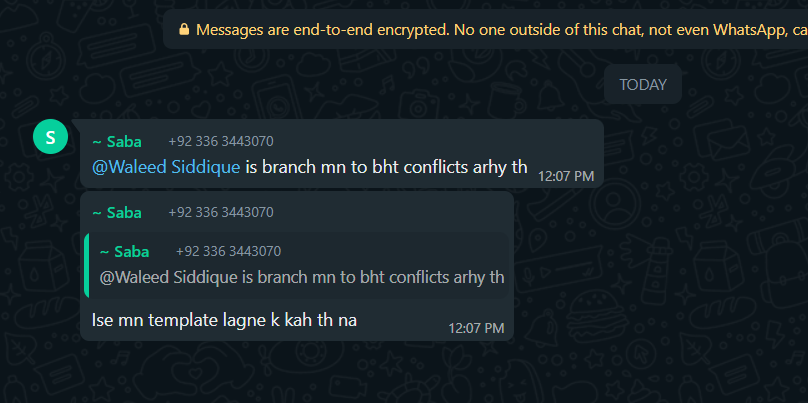 Messages are end-to-end encrypted. No one outside of this chat, not even WhatsApp, ca
TODAY
S
~ Saba +92 336 3443070
@Waleed Siddique is branch mn to bht conflicts arhy th
12:07 PM
~ Saba +92 336 3443070
~ Saba +92 336 3443070
@Waleed Siddique is branch mn to bht conflicts arhy th
Ise mn template lagne k kah th na
12:07 PM